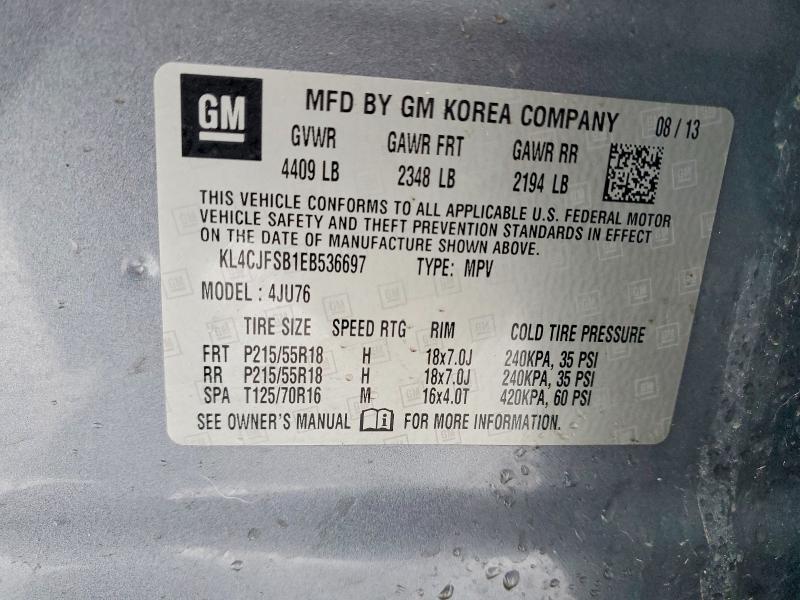 GM
MFD BY GM KOREA COMPANY 08 / 13
GVWR GAWR FRT GAWR RR
4409 LB 2348 LB 2194 LB
THIS VEHICLE CONFORMS TO ALL APPLICABLE U.S. FEDERAL MOTOR
VEHICLE SAFETY AND THEFT PREVENTION STANDARDS IN EFFECT
ON THE DATE OF MANUFACTURE SHOWN ABOVE.
KL4CJFSB1EB536697 TYPE: MPV
MODEL : 4JU76
TIRE SIZE SPEED RTG RIM COLD TIRE PRESSURE
FRT P215/55R18 H 18x7.0J 240KPA, 35 PSI
RR P215/55R18 H 18x7.0J 240KPA, 35 PSI
SPA T125/70R16 M 16x4.0T 420KPA, 60 PSI
SEE OWNER'S MANUAL FOR MORE INFORMATION.